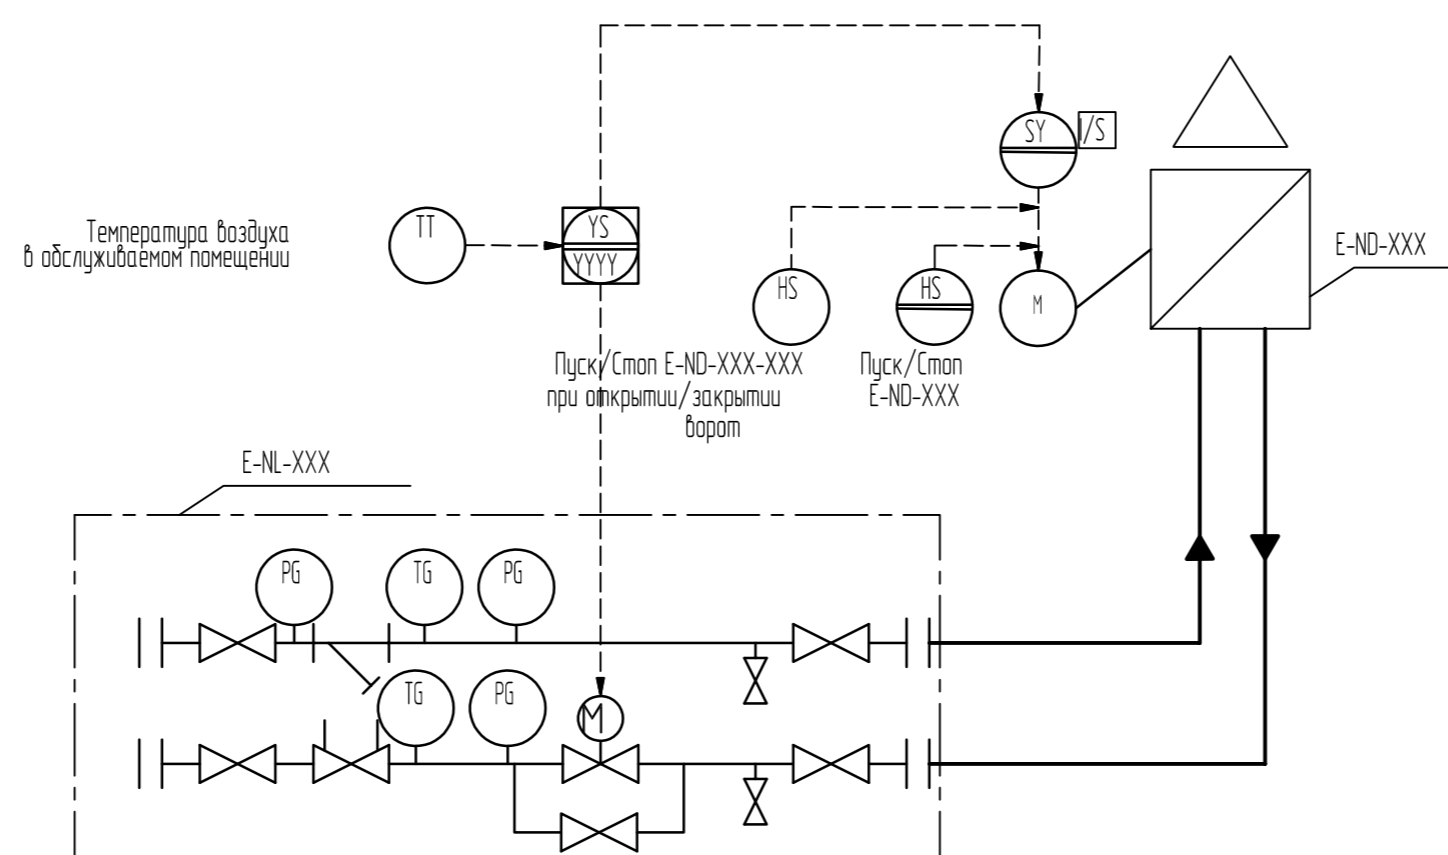 SY
I/S
Температура воздуха
в обслуживаемом помещении
TT
YS
YYYY
E-ND-XXX
HS
HS
M
Пуск/Стоп E-ND-XXX-XXX
при открытии/закрытии
ворот
Пуск/Стоп
E-ND-XXX
E-NL-XXX
PG
TG
PG
TG
PG
M